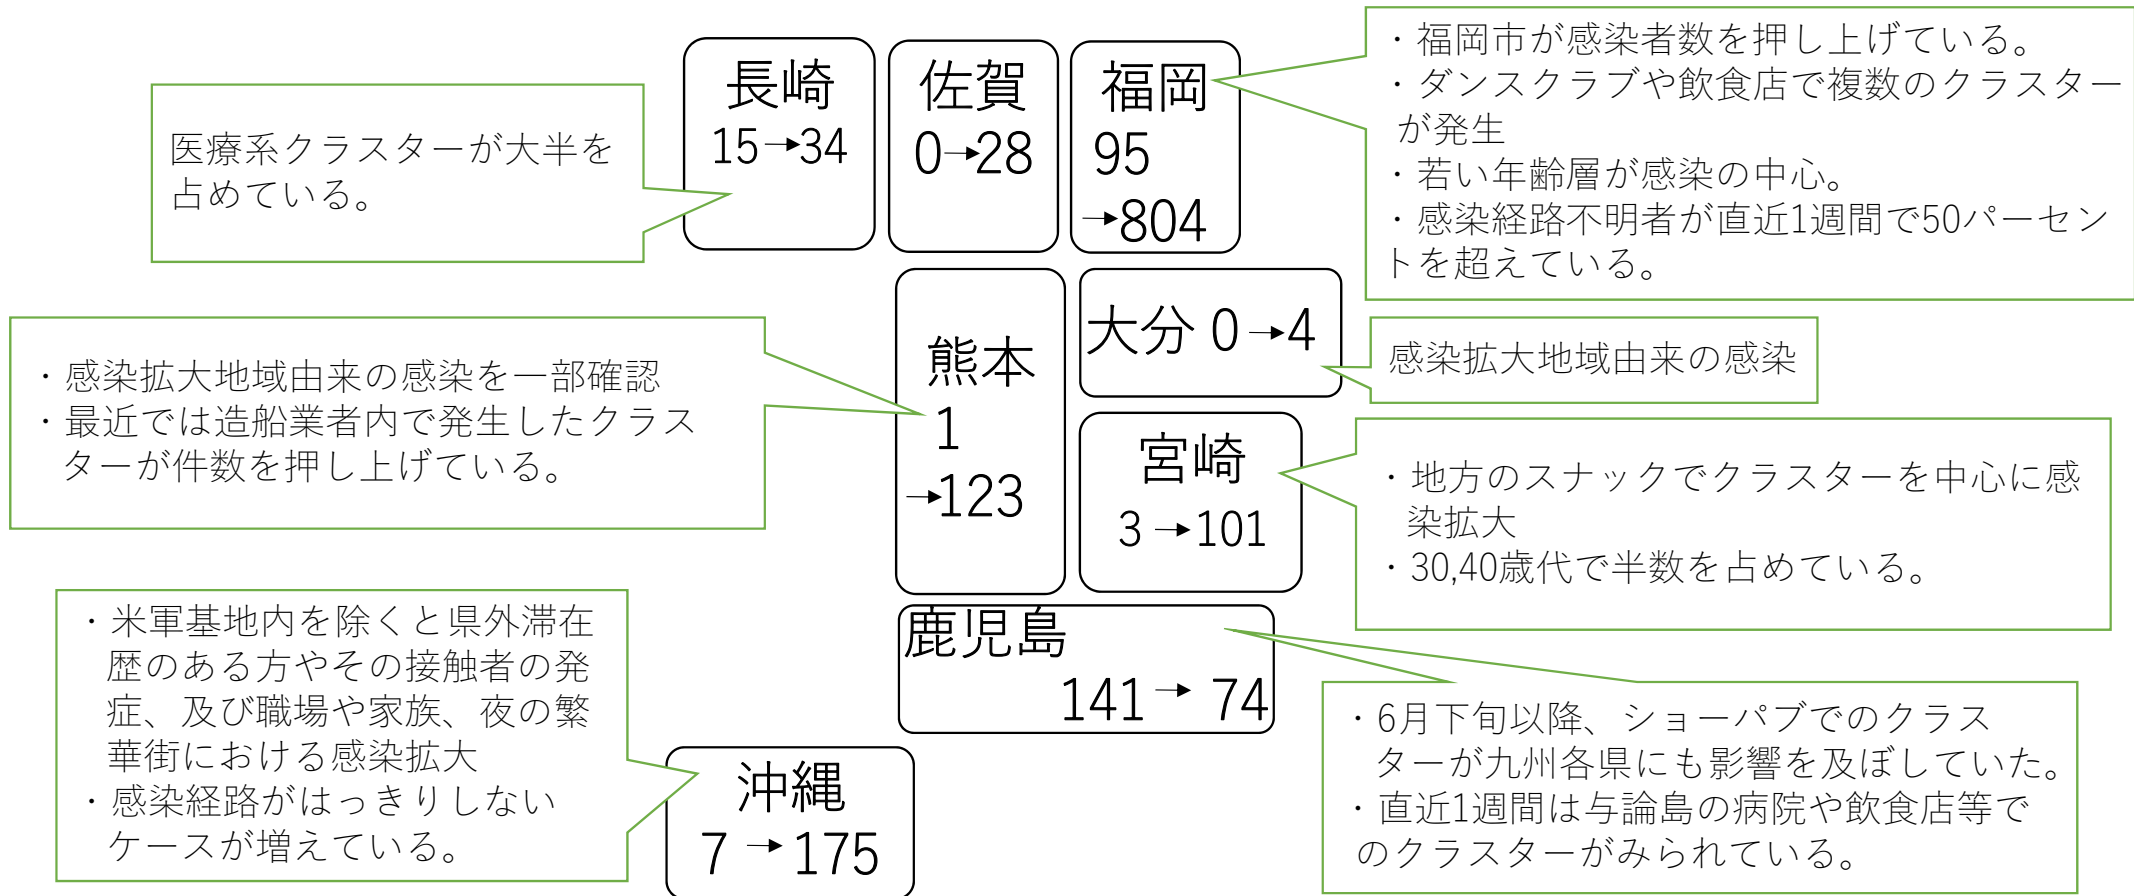 長崎
15→34
佐賀
0→28
福岡
95
→804
・福岡市が感染者数を押し上げている。
・ダンスクラブや飲食店で複数のクラスター
が発生
・若い年齢層が感染の中心。
・感染経路不明者が直近1週間で50パーセン
トを超えている。
医療系クラスターが大半を
占めている。
熊本
1
→123
大分 0→4
感染拡大地域由来の感染
・感染拡大地域由来の感染を一部確認
・最近では造船業者内で発生したクラス
ターが件数を押し上げている。
宮崎
3→101
・地方のスナックでクラスターを中心に感
染拡大
・30,40歳代で半数を占めている。
鹿児島
141→ 74
・6月下旬以降、ショーパブでのクラス
ターが九州各県にも影響を及ぼしていた。
・直近1週間は与論島の病院や飲食店等で
のクラスターがみられている。
・米軍基地内を除くと県外滞在
歴のある方やその接触者の発
症、及び職場や家族、夜の繁
華街における感染拡大
・感染経路がはっきりしない
ケースが増えている。
沖縄
7→175